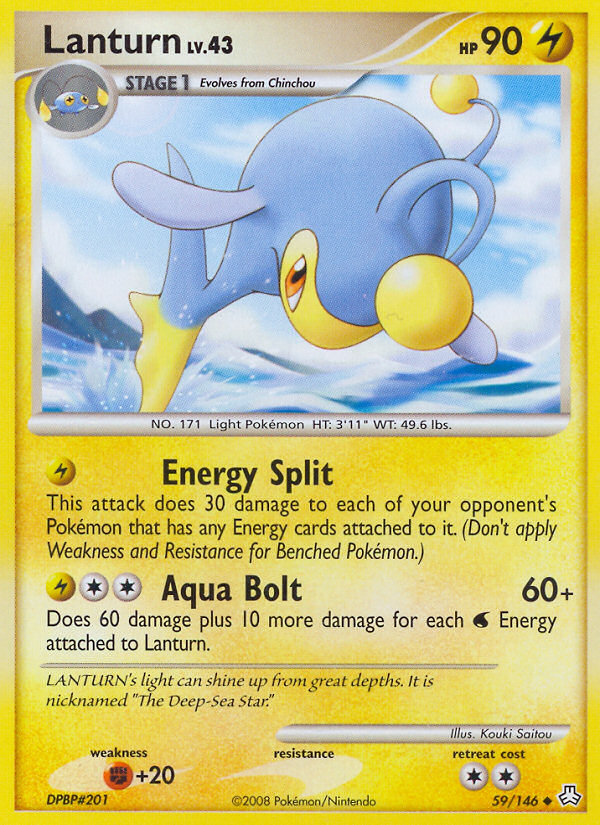 Lanturn LV.43 HP 90
STAGE 1 Evolves from Chinchou
NO. 171 Light Pokémon HT: 3'11" WT: 49.6 lbs.
Energy Split
This attack does 30 damage to each of your opponent's
Pokémon that has any Energy cards attached to it. (Don't apply
Weakness and Resistance for Benched Pokémon.)
Aqua Bolt 60+
Does 60 damage plus 10 more damage for each Energy
attached to Lanturn.
LANTURN's light can shine up from great depths. It is
nicknamed "The Deep-Sea Star."
Illus. Kouki Saitou
weakness resistance retreat cost
+20
DPBP#201 ©2008 Pokémon/Nintendo 59/146